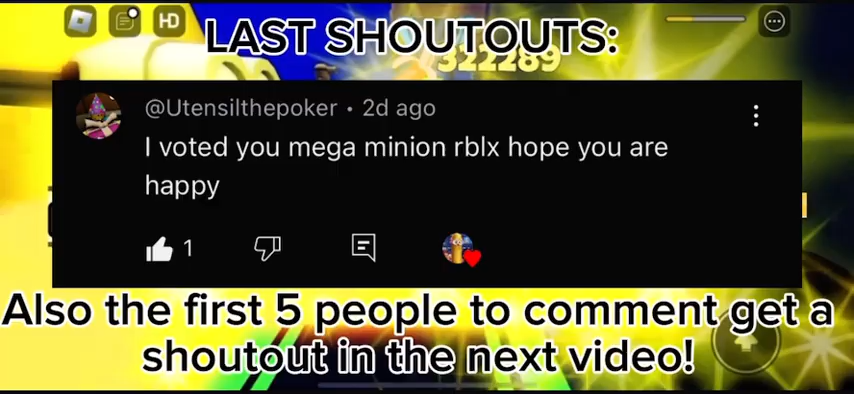 HD
LAST SHOUTOUTS:
322289
@Utensilthepoker • 2d ago
I voted you mega minion rblx hope you are
happy
1
Also the first 5 people to comment get a
shoutout in the next video!